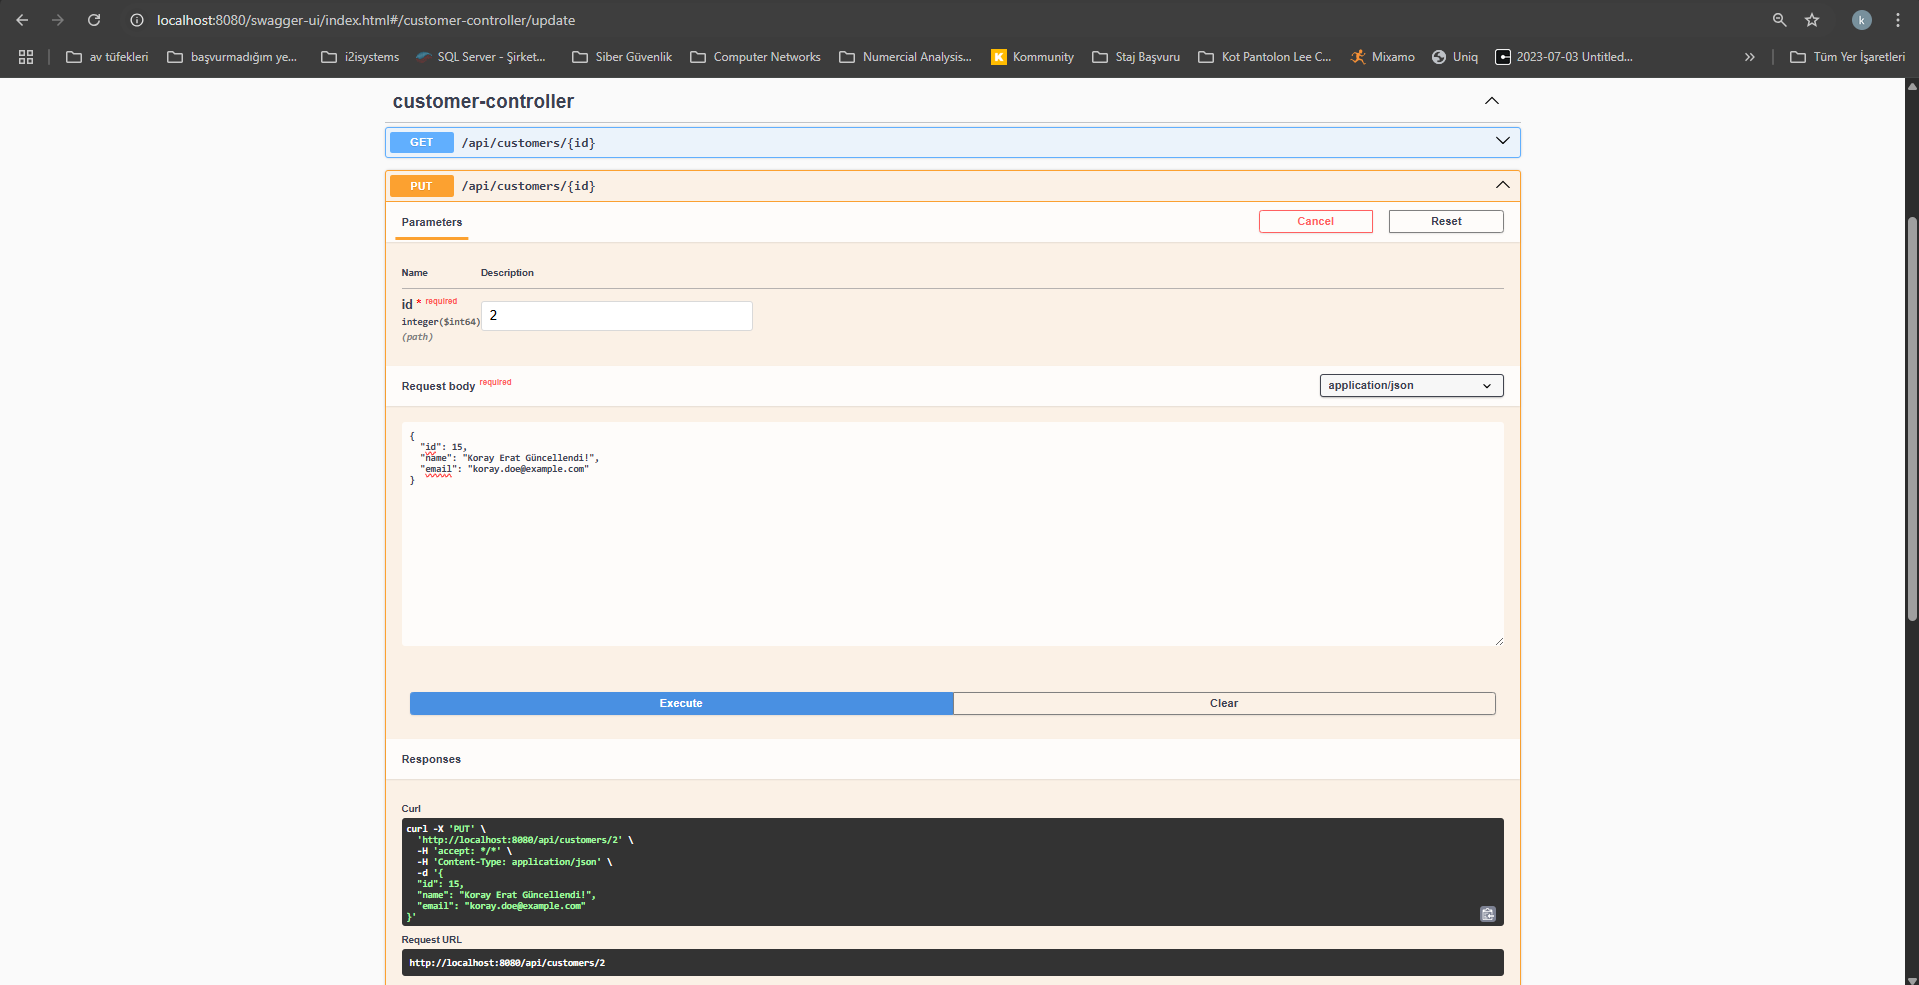 localhost:8080/swagger-ui/index.html#/customer-controller/update
k
av tüfekleri
başvurmadığım ye...
i2isystems
SQL Server - Şirket...
Siber Güvenlik
Computer Networks
Numercial Analysis...
K Kommunity
Staj Başvuru
Kot Pantolon Lee C...
Mixamo
Uniq
2023-07-03 Untitled...
»
Tüm Yer İşaretleri
customer-controller
GET /api/customers/{id}
PUT /api/customers/{id}
Parameters
Cancel
Reset
Name Description
id * required
integer($int64)
(path)
2
Request body required
application/json
{
  "id": 15,
  "name": "Koray Erat Güncellendi!",
  "email": "koray.doe@example.com"
}
Execute
Clear
Responses
Curl
curl -X 'PUT' \
  'http://localhost:8080/api/customers/2' \
  -H 'accept: */*' \
  -H 'Content-Type: application/json' \
  -d '{
  "id": 15,
  "name": "Koray Erat Güncellendi!",
  "email": "koray.doe@example.com"
}'
Request URL
http://localhost:8080/api/customers/2